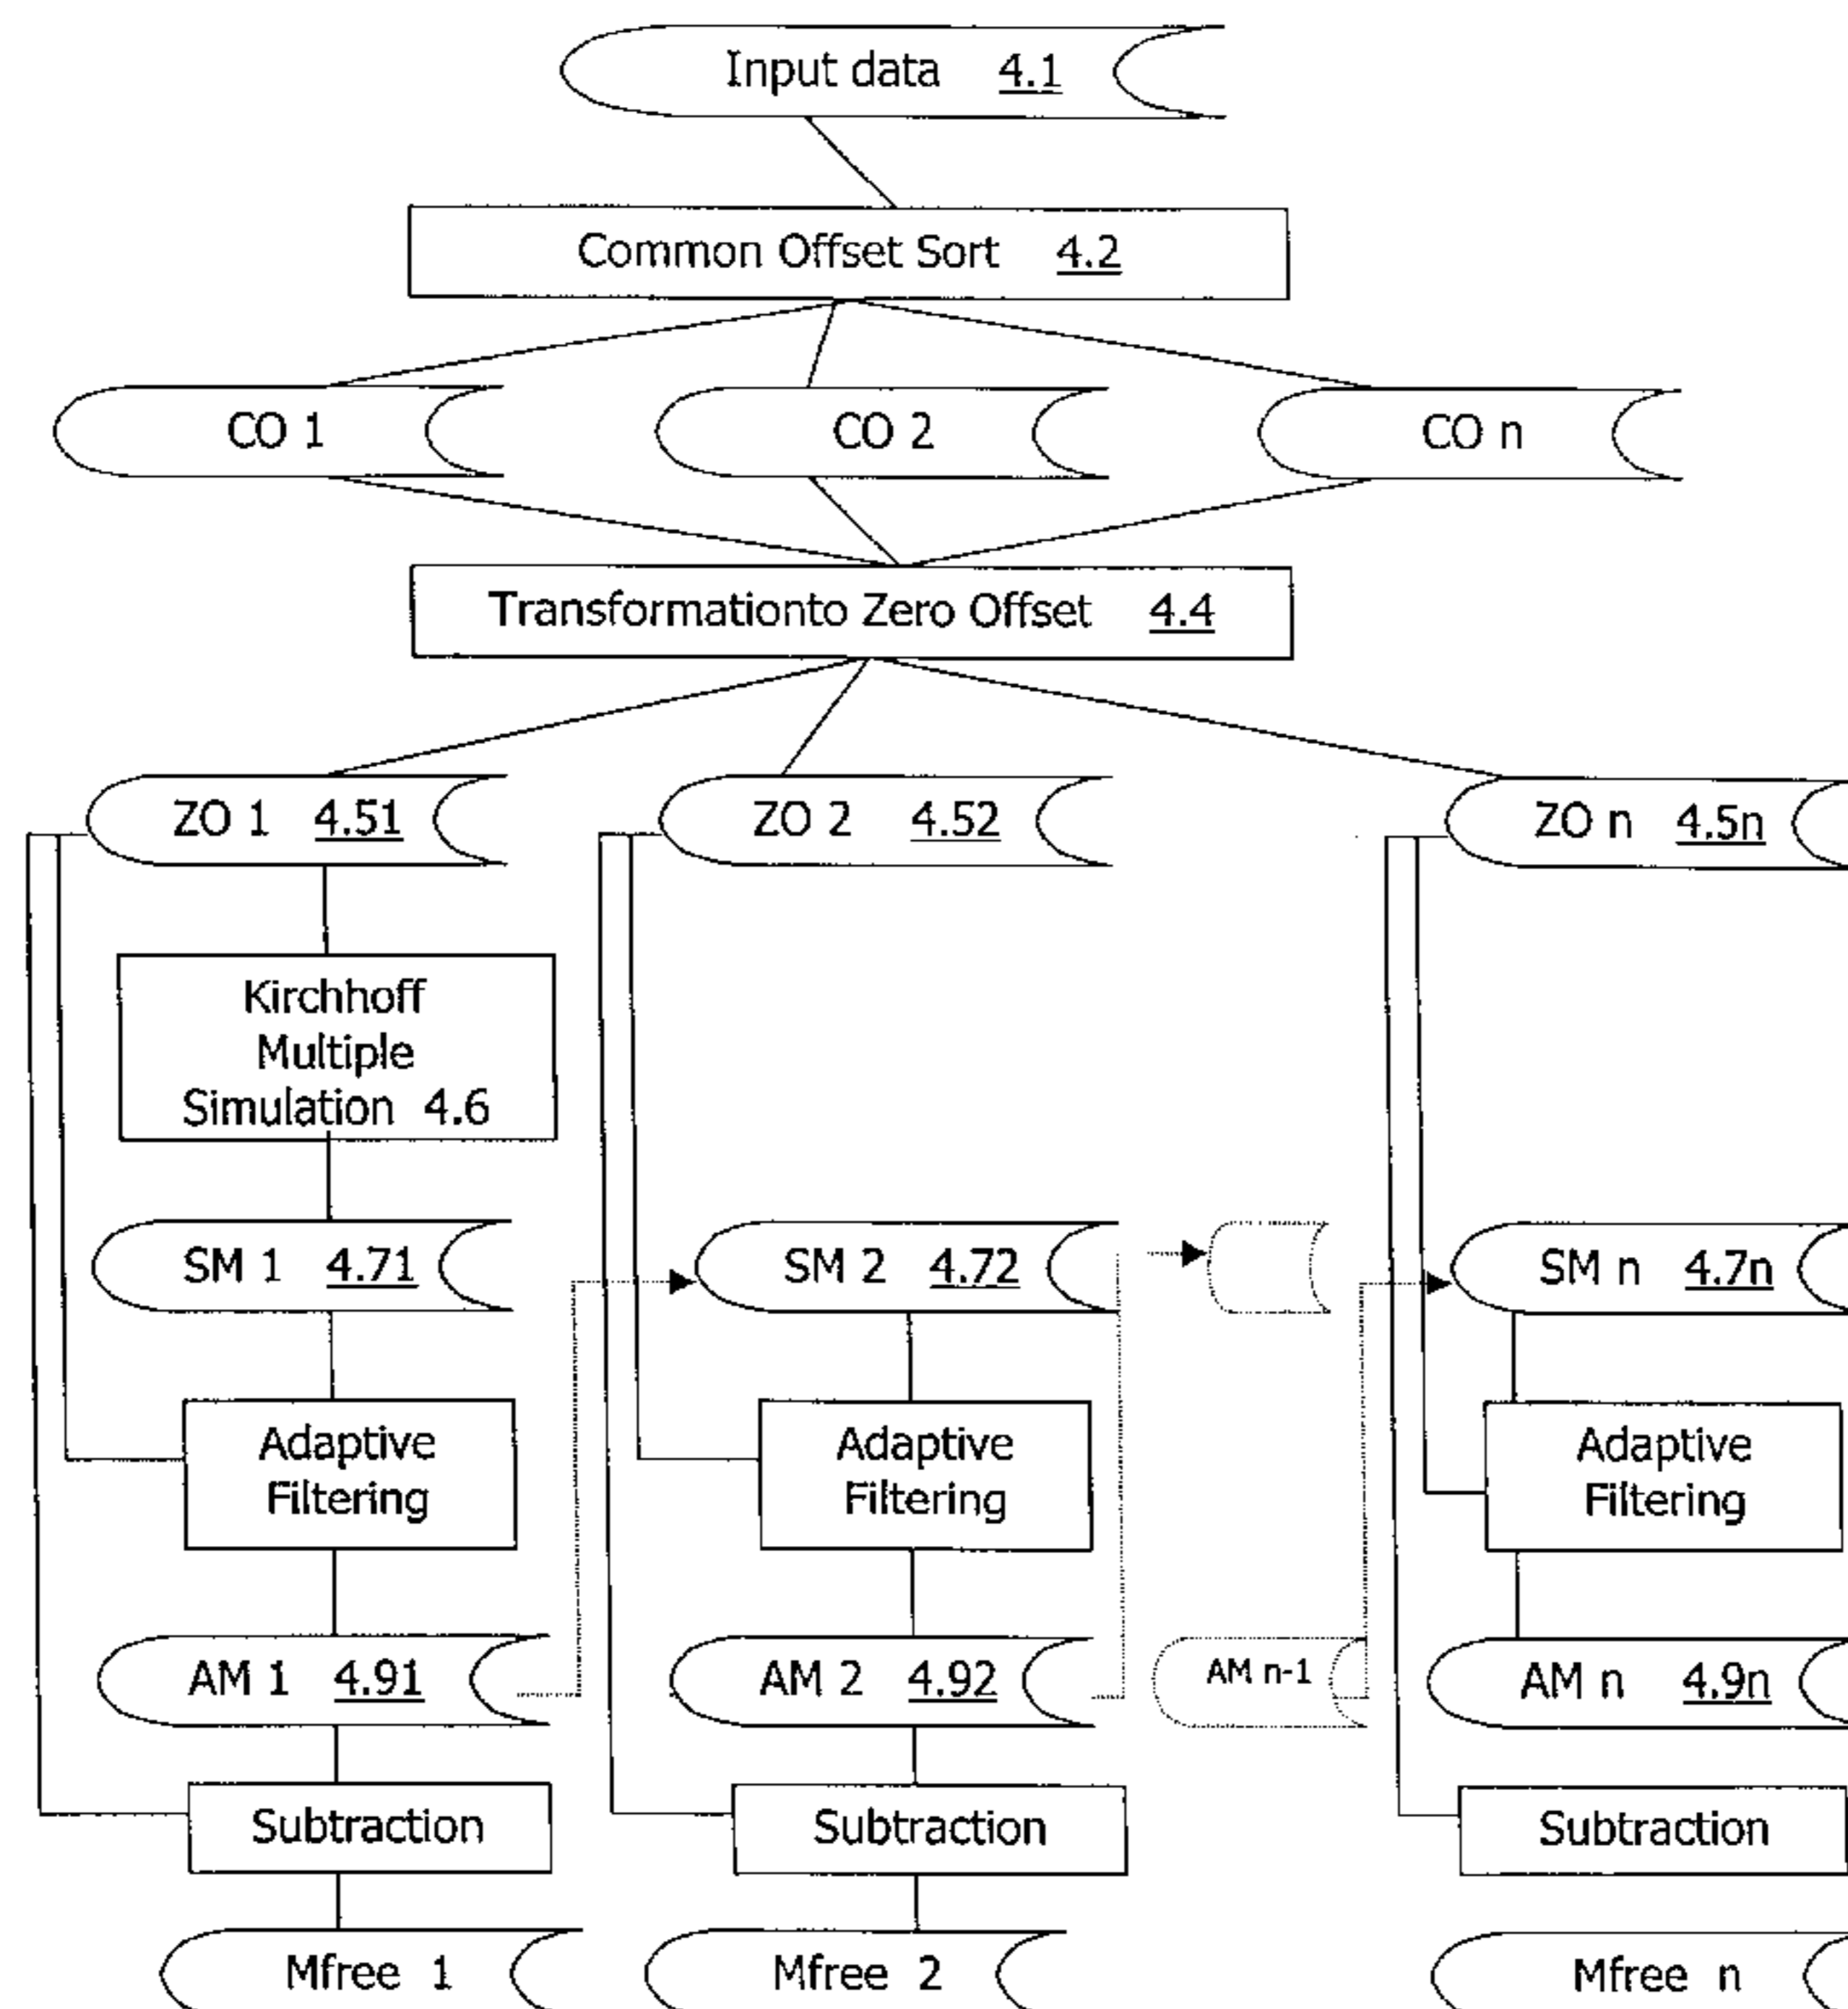 Input data 4.1
Common Offset Sort 4.2
CO 1
CO 2
CO n
Transformationto Zero Offset 4.4
ZO 1 4.51
ZO 2 4.52
ZO n 4.5n
Kirchhoff
Multiple
Simulation 4.6
SM 1 4.71
SM 2 4.72
SM n 4.7n
Adaptive
Filtering
Adaptive
Filtering
Adaptive
Filtering
AM 1 4.91
AM 2 4.92
AM n-1
AM n 4.9n
Subtraction
Subtraction
Subtraction
Mfree 1
Mfree 2
Mfree n